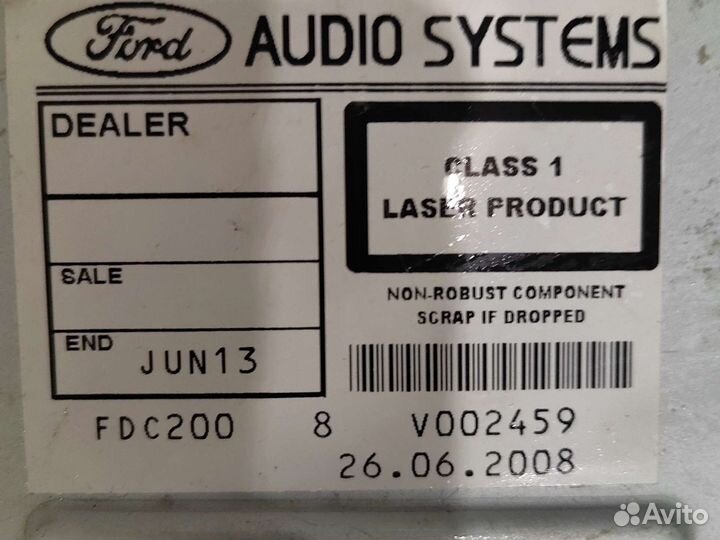 Ford AUDIO SYSTEMS
DEALER
CLASS 1
LASER PRODUCT
SALE
NON-ROBUST COMPONENT
SCRAP IF DROPPED
END JUN13
FDC200 8 V002459
26.06.2008
Avito